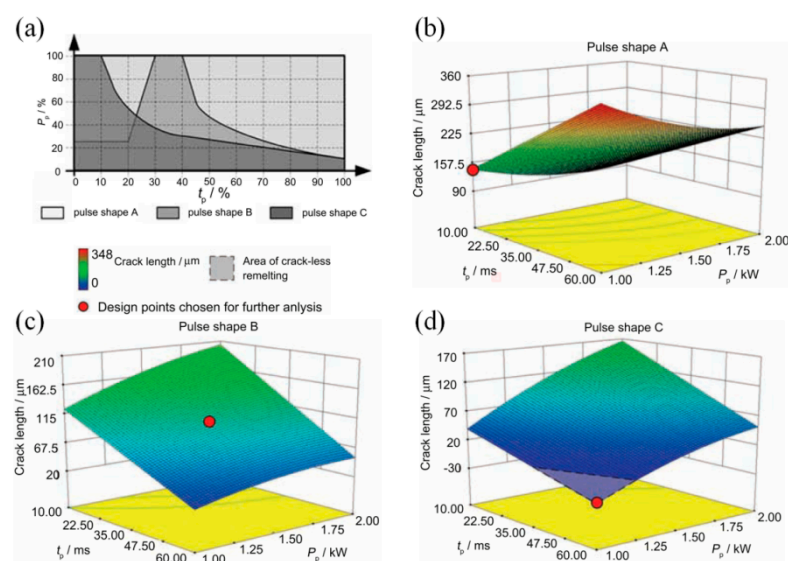 (a)
100
80
60
40
20
0
P_p / %
0 10 20 30 40 50 60 70 80 90 100
t_p / %
pulse shape A pulse shape B pulse shape C
348
0
Crack length / μm
Area of crack-less
remelting
Design points chosen for further anlysis
(b)
Pulse shape A
360
292.5
225
157.5
90
Crack length / μm
10.00
22.50
35.00
47.50
60.00
t_p / ms
1.00
1.25
1.50
1.75
2.00
P_p / kW
(c)
Pulse shape B
210
162.5
115
67.5
20
Crack length / μm
10.00
22.50
35.00
47.50
60.00
t_p / ms
1.00
1.25
1.50
1.75
2.00
P_p / kW
(d)
Pulse shape C
170
120
70
20
-30
Crack length / μm
10.00
22.50
35.00
47.50
60.00
t_p / ms
1.00
1.25
1.50
1.75
2.00
P_p / kW